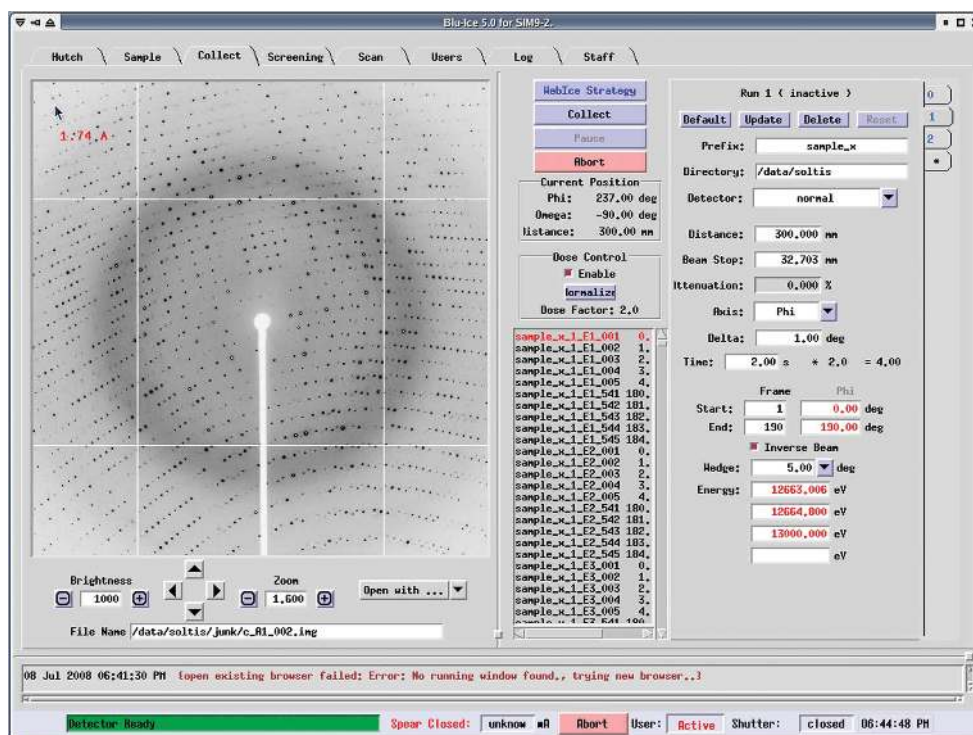 Blu-Ice 5.0 for SIM9-2.
Hutch Sample Collect Screening Scan Users Log Staff
1.74 A
WebIce Strategy
Collect
Pause
Abort
Current Position
Phi: 237.00 deg
Omega: -90.00 deg
Distance: 300.00 mm
Dose Control
Enable
Normalize
Dose Factor: 2.0
sample_x_1_E1_001 0.
sample_x_1_E1_002 1.
sample_x_1_E1_003 2.
sample_x_1_E1_004 3.
sample_x_1_E1_005 4.
sample_x_1_E1_541 180.
sample_x_1_E1_542 181.
sample_x_1_E1_543 182.
sample_x_1_E1_544 183.
sample_x_1_E1_545 184.
sample_x_1_E2_001 0.
sample_x_1_E2_002 1.
sample_x_1_E2_003 2.
sample_x_1_E2_004 3.
sample_x_1_E2_005 4.
sample_x_1_E2_541 180.
sample_x_1_E2_542 181.
sample_x_1_E2_543 182.
sample_x_1_E2_544 183.
sample_x_1_E2_545 184.
sample_x_1_E3_001 0.
sample_x_1_E3_002 1.
sample_x_1_E3_003 2.
sample_x_1_E3_004 3.
sample_x_1_E3_005 4.
sample_x_1_E3_541 180.
Run 1 ( inactive )
Default Update Delete Reset
Prefix: sample_x
Directory: /data/soltis
Detector: normal
Distance: 300.000 mm
Beam Stop: 32.703 mm
ttenuation: 0.000 %
Axis: Phi
Delta: 1.00 deg
Time: 2.00 s * 2.0 = 4.00
Frame Phi
Start: 1 0.00 deg
End: 190 190.00 deg
Inverse Beam
Wedge: 5.00 deg
Energy: 12663.006 eV
12664.800 eV
13000.000 eV
eV
0
1
2
*
Brightness
1000
Zoom
1.600
Open with ...
File Name /data/soltis/junk/c_A1_002.img
08 Jul 2008 06:41:30 PM {open existing browser failed: Error: No running window found., trying new browser..}
Detector Ready Spear Closed: unknow mA Abort User: Active Shutter: closed 06:44:48 PM